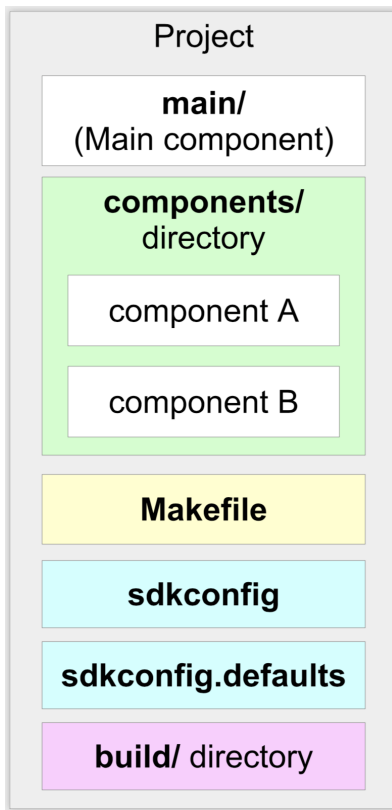 Project
main/
(Main component)
components/
directory
component A
component B
Makefile
sdkconfig
sdkconfig.defaults
build/ directory